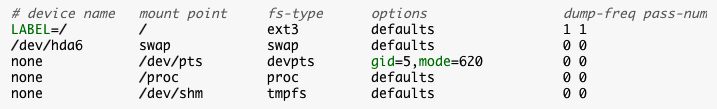 # device name   mount point     fs-type      options                 dump-freq pass-num
LABEL=/         /               ext3         defaults                1 1
/dev/hda6       swap            swap         defaults                0 0
none            /dev/pts        devpts       gid=5,mode=620          0 0
none            /proc           proc         defaults                0 0
none            /dev/shm        tmpfs        defaults                0 0